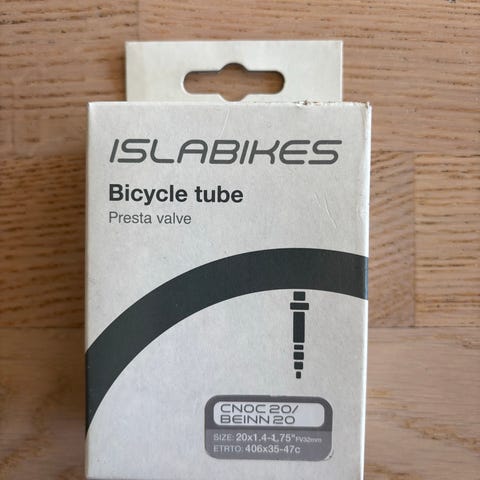 ISLABIKES
Bicycle tube
Presta valve
CNOC 20/
BEINN 20
SIZE: 20x1.4-1.75" FV32mm
ETRTO: 406x35-47c